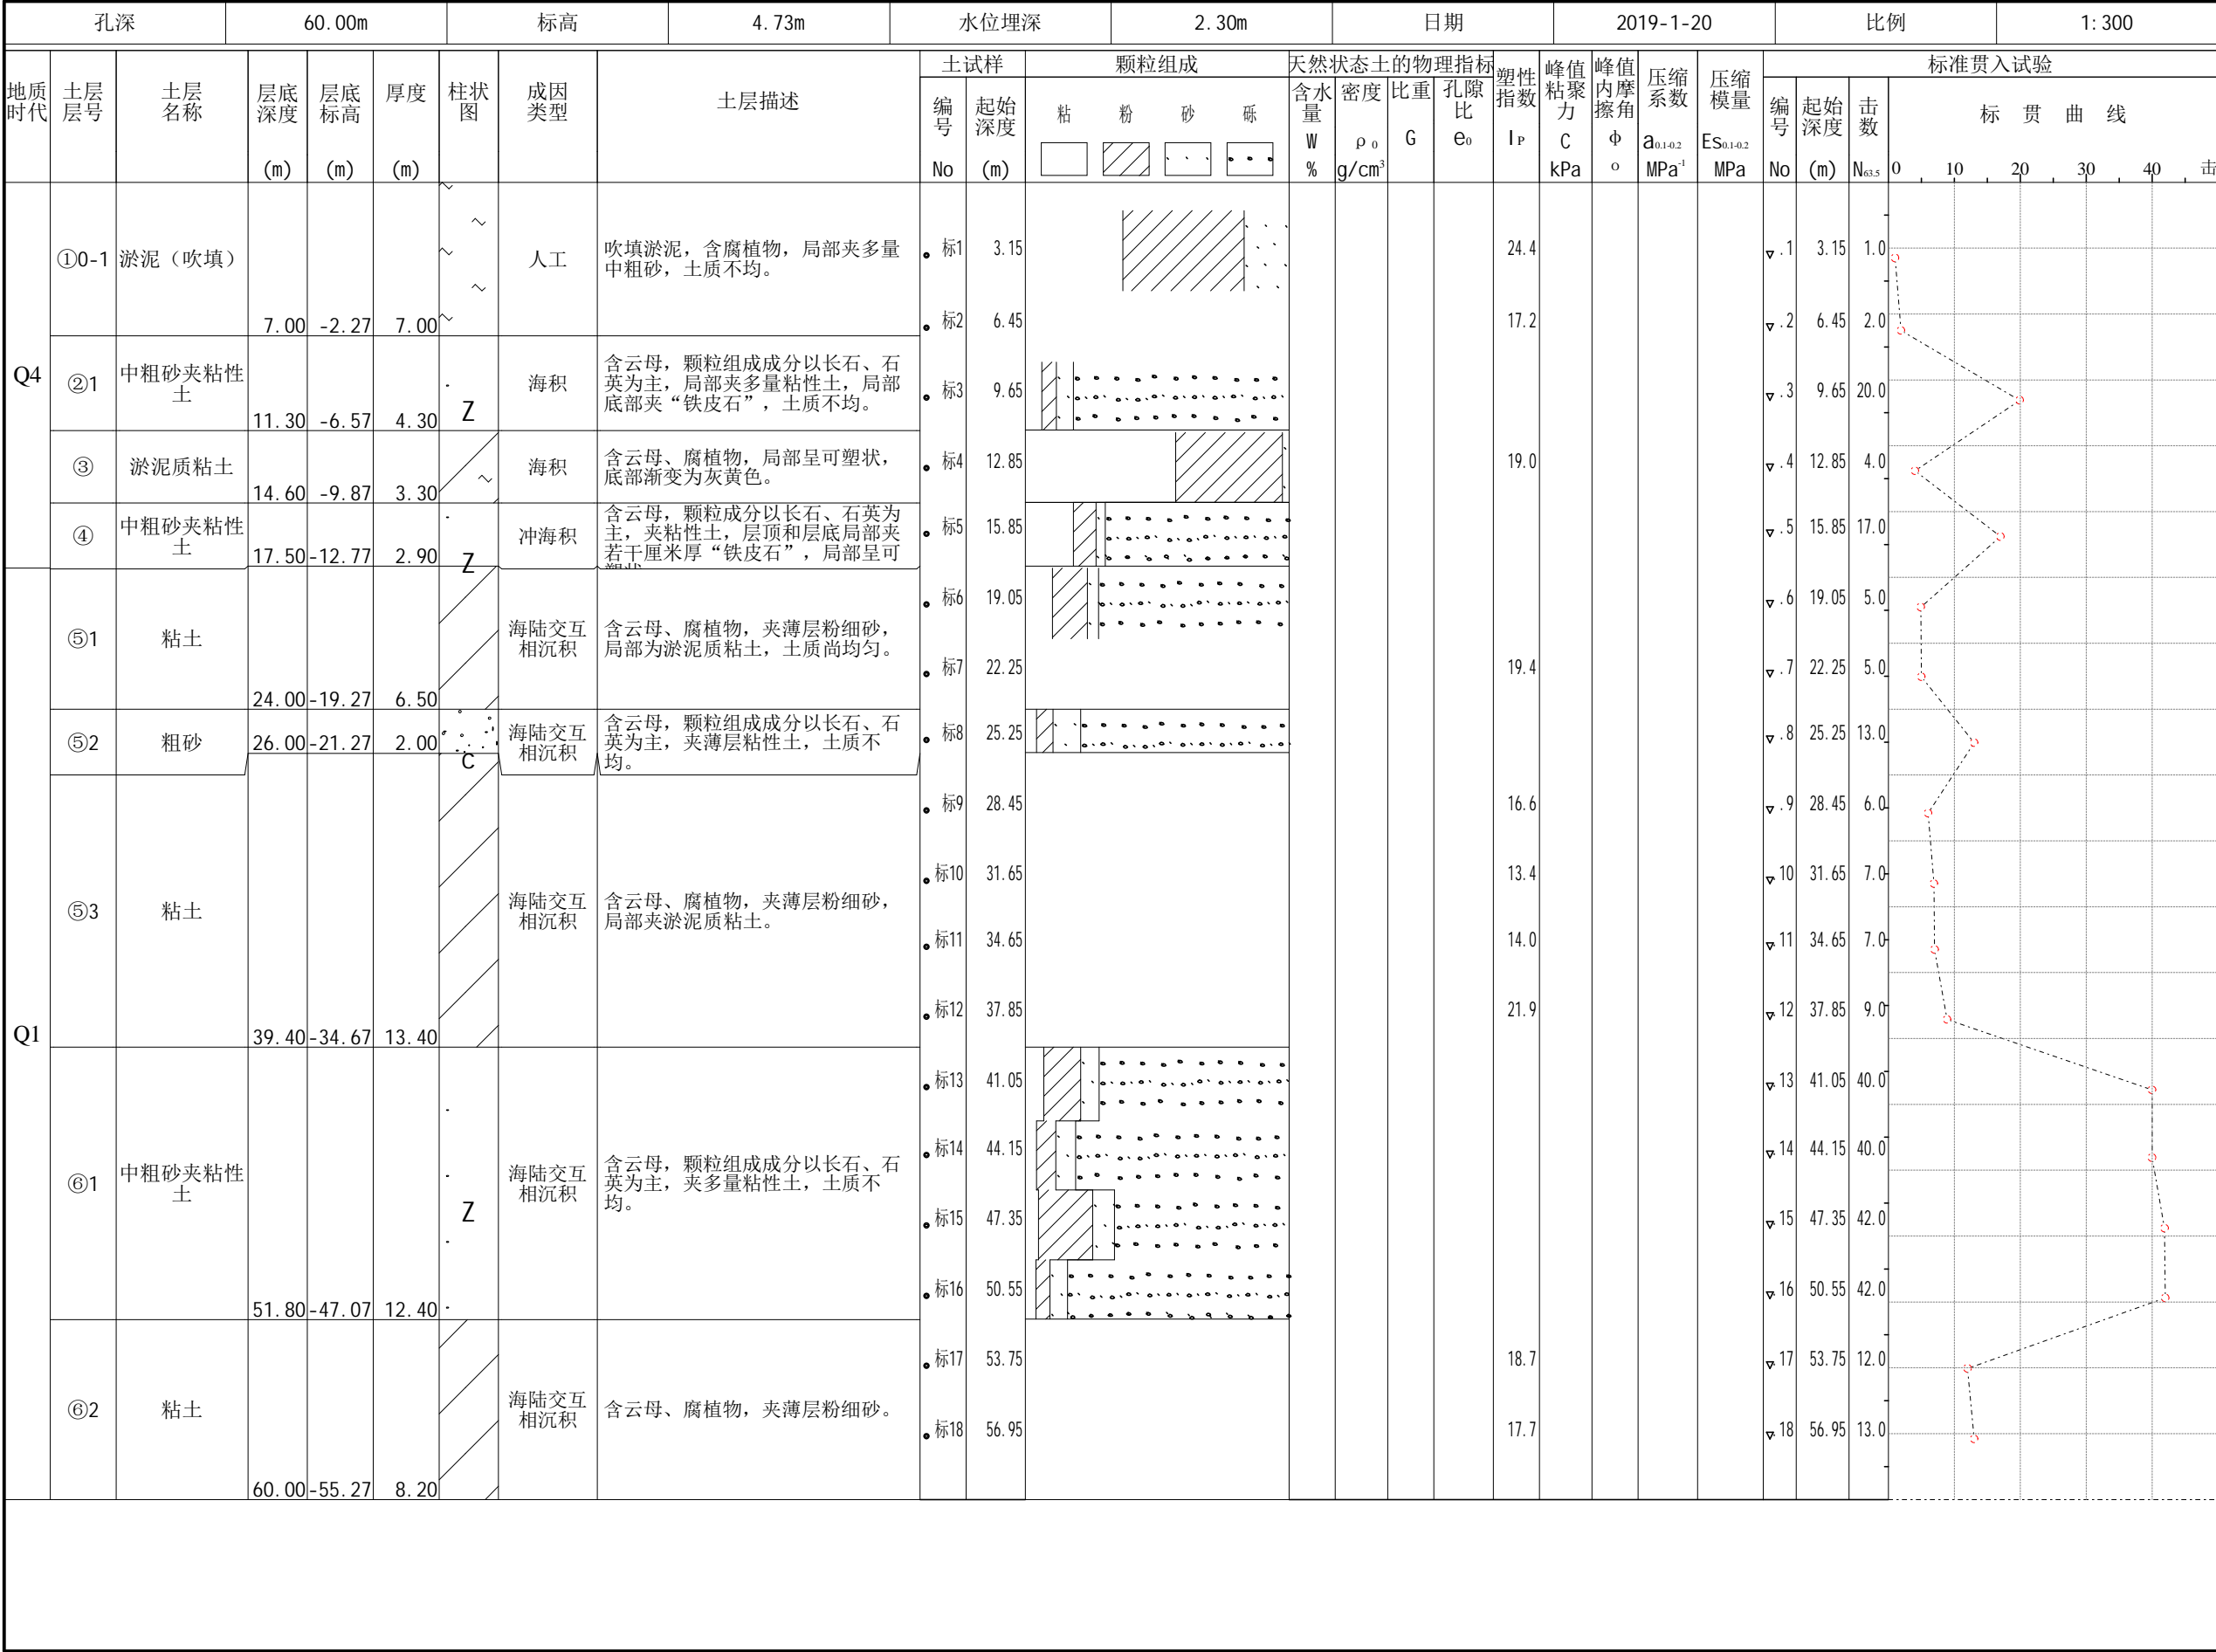 孔深 60.00m 标高 4.73m 水位埋深 2.30m 日期 2019-1-20 比例 1:300
地质时代 土层层号 土层名称 层底深度 (m) 层底标高 (m) 厚度 (m) 柱状图 成因类型 土层描述
土试样 编号 No 起始深度 (m)
颗粒组成 粘 粉 砂 砾
天然状态土的物理指标 含水量 W % 密度 ρ0 g/cm³ 比重 G 孔隙比 e0
塑性指数 IP 峰值粘聚力 C kPa 峰值内摩擦角 φ o 压缩系数 a0.1-0.2 MPa-1 压缩模量 Es0.1-0.2 MPa
标准贯入试验 编号 No 起始深度 (m) 击数 N63.5 标贯曲线 0 10 20 30 40 击
Q4
①0-1 淤泥（吹填） 7.00 -2.27 7.00 人工
吹填淤泥，含腐植物，局部夹多量
中粗砂，土质不均。
标1 3.15 24.4 .1 3.15 1.0
标2 6.45 17.2 .2 6.45 2.0
②1 中粗砂夹粘性土 11.30 -6.57 4.30 Z 海积
含云母，颗粒组成成分以长石、石
英为主，局部夹多量粘性土，局部
底部夹“铁皮石”，土质不均。
标3 9.65 .3 9.65 20.0
③ 淤泥质粘土 14.60 -9.87 3.30 海积
含云母、腐植物，局部呈可塑状，
底部渐变为灰黄色。
标4 12.85 19.0 .4 12.85 4.0
④ 中粗砂夹粘性土 17.50 -12.77 2.90 Z 冲海积
含云母，颗粒成分以长石、石英为
主，夹粘性土，层顶和层底局部夹
若干厘米厚“铁皮石”，局部呈可
标5 15.85 .5 15.85 17.0
Q1
⑤1 粘土 24.00 -19.27 6.50 海陆交互相沉积
含云母、腐植物，夹薄层粉细砂，
局部为淤泥质粘土，土质尚均匀。
标6 19.05 .6 19.05 5.0
标7 22.25 19.4 .7 22.25 5.0
⑤2 粗砂 26.00 -21.27 2.00 C 海陆交互相沉积
含云母，颗粒组成成分以长石、石
英为主，夹薄层粘性土，土质不
均。
标8 25.25 .8 25.25 13.0
⑤3 粘土 39.40 -34.67 13.40 海陆交互相沉积
含云母、腐植物，夹薄层粉细砂，
局部夹淤泥质粘土。
标9 28.45 16.6 .9 28.45 6.0
标10 31.65 13.4 10 31.65 7.0
标11 34.65 14.0 11 34.65 7.0
标12 37.85 21.9 12 37.85 9.0
⑥1 中粗砂夹粘性土 51.80 -47.07 12.40 Z 海陆交互相沉积
含云母，颗粒组成成分以长石、石
英为主，夹多量粘性土，土质不
均。
标13 41.05 13 41.05 40.0
标14 44.15 14 44.15 40.0
标15 47.35 15 47.35 42.0
标16 50.55 16 50.55 42.0
⑥2 粘土 60.00 -55.27 8.20 海陆交互相沉积
含云母、腐植物，夹薄层粉细砂。
标17 53.75 18.7 17 53.75 12.0
标18 56.95 17.7 18 56.95 13.0